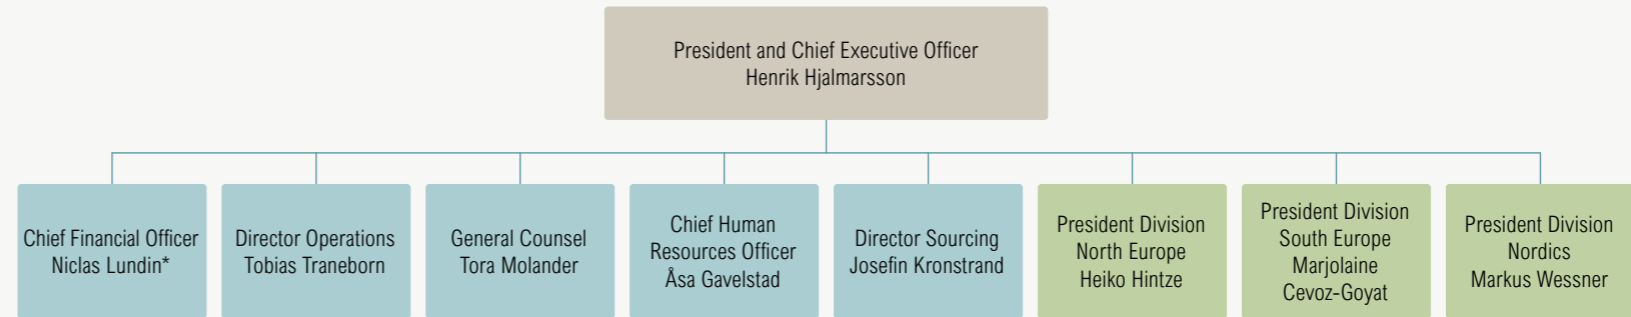 President and Chief Executive Officer
Henrik Hjalmarsson
Chief Financial Officer
Niclas Lundin*
Director Operations
Tobias Traneborn
General Counsel
Tora Molander
Chief Human
Resources Officer
Åsa Gavelstad
Director Sourcing
Josefin Kronstrand
President Division
North Europe
Heiko Hintze
President Division
South Europe
Marjolaine
Cevoz-Goyat
President Division
Nordics
Markus Wessner